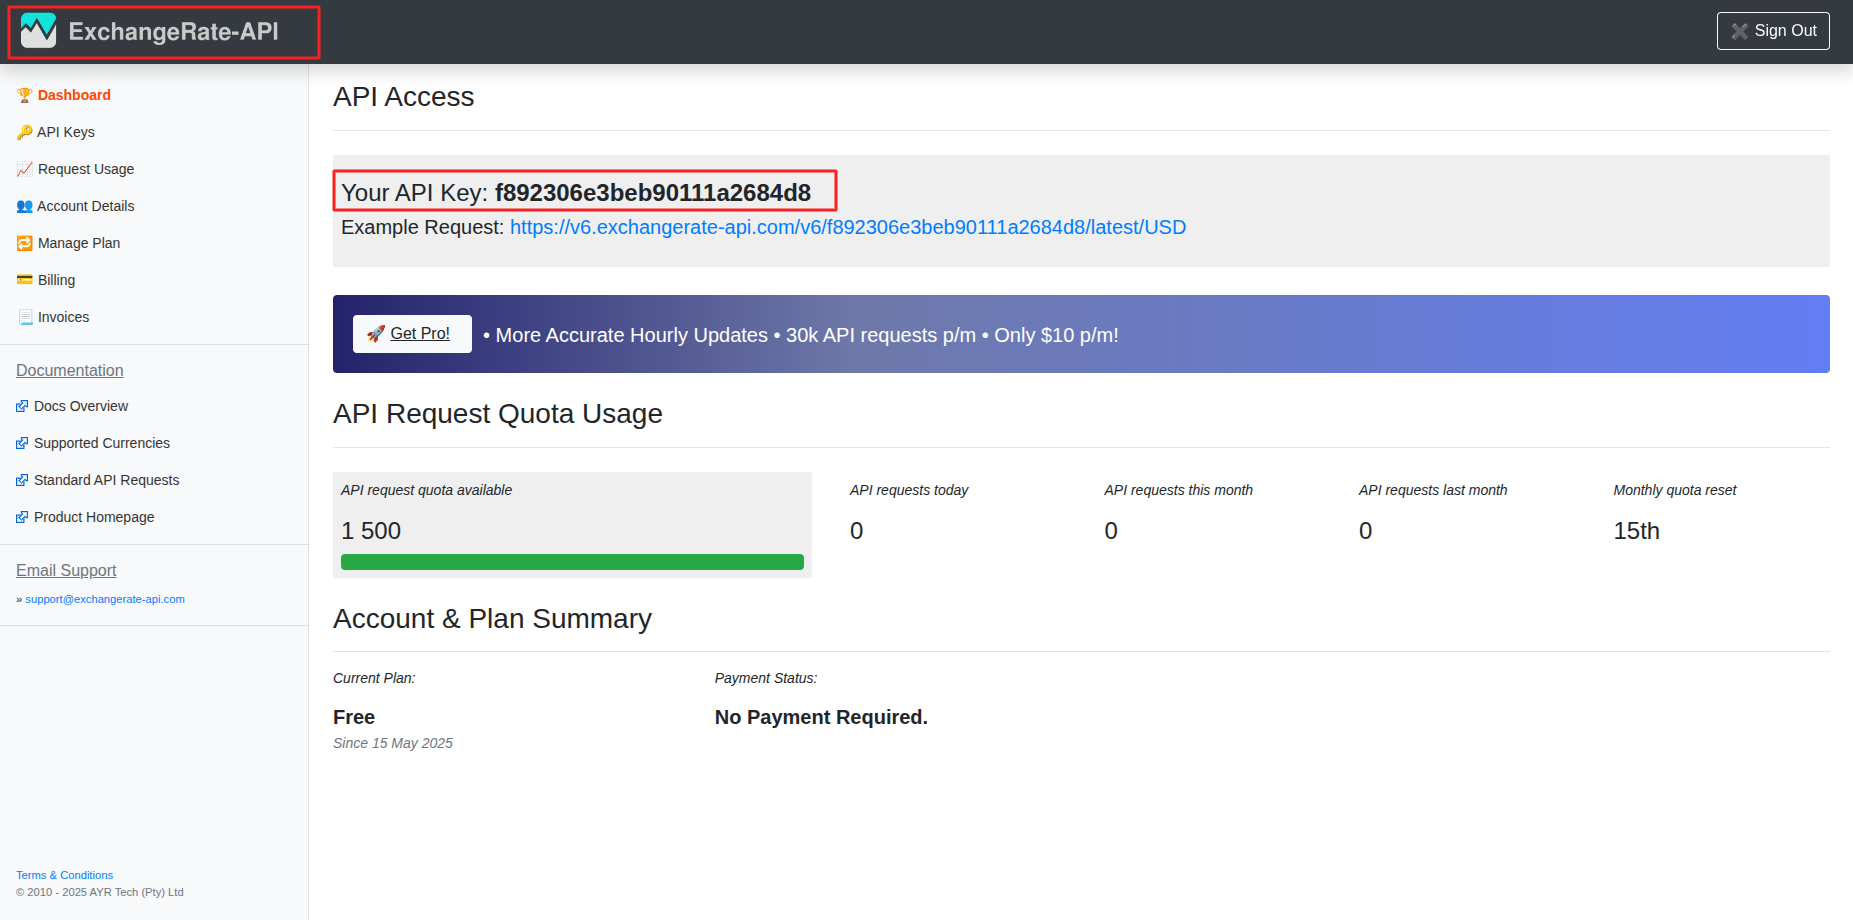 ExchangeRate-API
Sign Out
Dashboard
API Keys
Request Usage
Account Details
Manage Plan
Billing
Invoices
Documentation
Docs Overview
Supported Currencies
Standard API Requests
Product Homepage
Email Support
» support@exchangerate-api.com
Terms & Conditions
© 2010 - 2025 AYR Tech (Pty) Ltd
API Access
Your API Key: f892306e3beb90111a2684d8
Example Request: https://v6.exchangerate-api.com/v6/f892306e3beb90111a2684d8/latest/USD
Get Pro! • More Accurate Hourly Updates • 30k API requests p/m • Only $10 p/m!
API Request Quota Usage
API request quota available
1 500
API requests today
0
API requests this month
0
API requests last month
0
Monthly quota reset
15th
Account & Plan Summary
Current Plan:
Free
Since 15 May 2025
Payment Status:
No Payment Required.